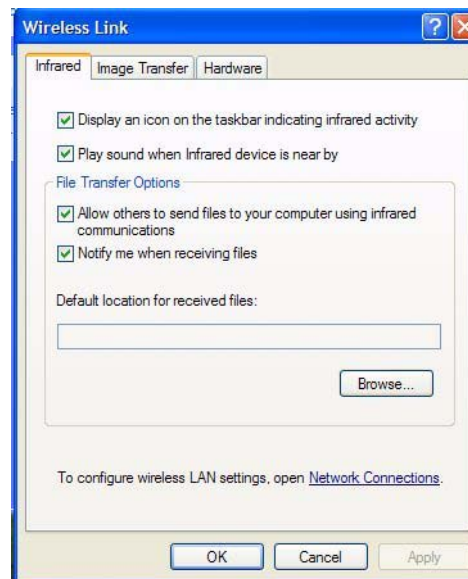 Wireless Link
Infrared Image Transfer Hardware
Display an icon on the taskbar indicating infrared activity
Play sound when Infrared device is near by
File Transfer Options
Allow others to send files to your computer using infrared
communications
Notify me when receiving files
Default location for received files:
Browse...
To configure wireless LAN settings, open Network Connections.
OK Cancel Apply